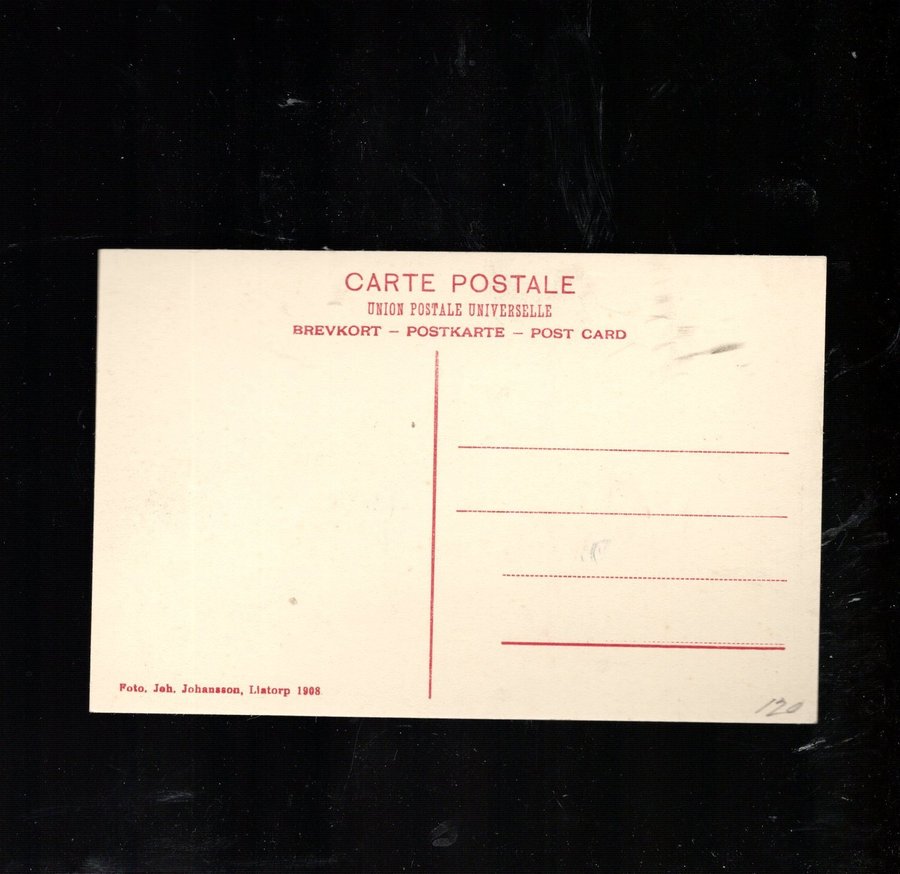 CARTE POSTALE
UNION POSTALE UNIVERSELLE
BREVKORT – POSTKARTE – POST CARD
Foto. Joh. Johansson, Liatorp 1908
120